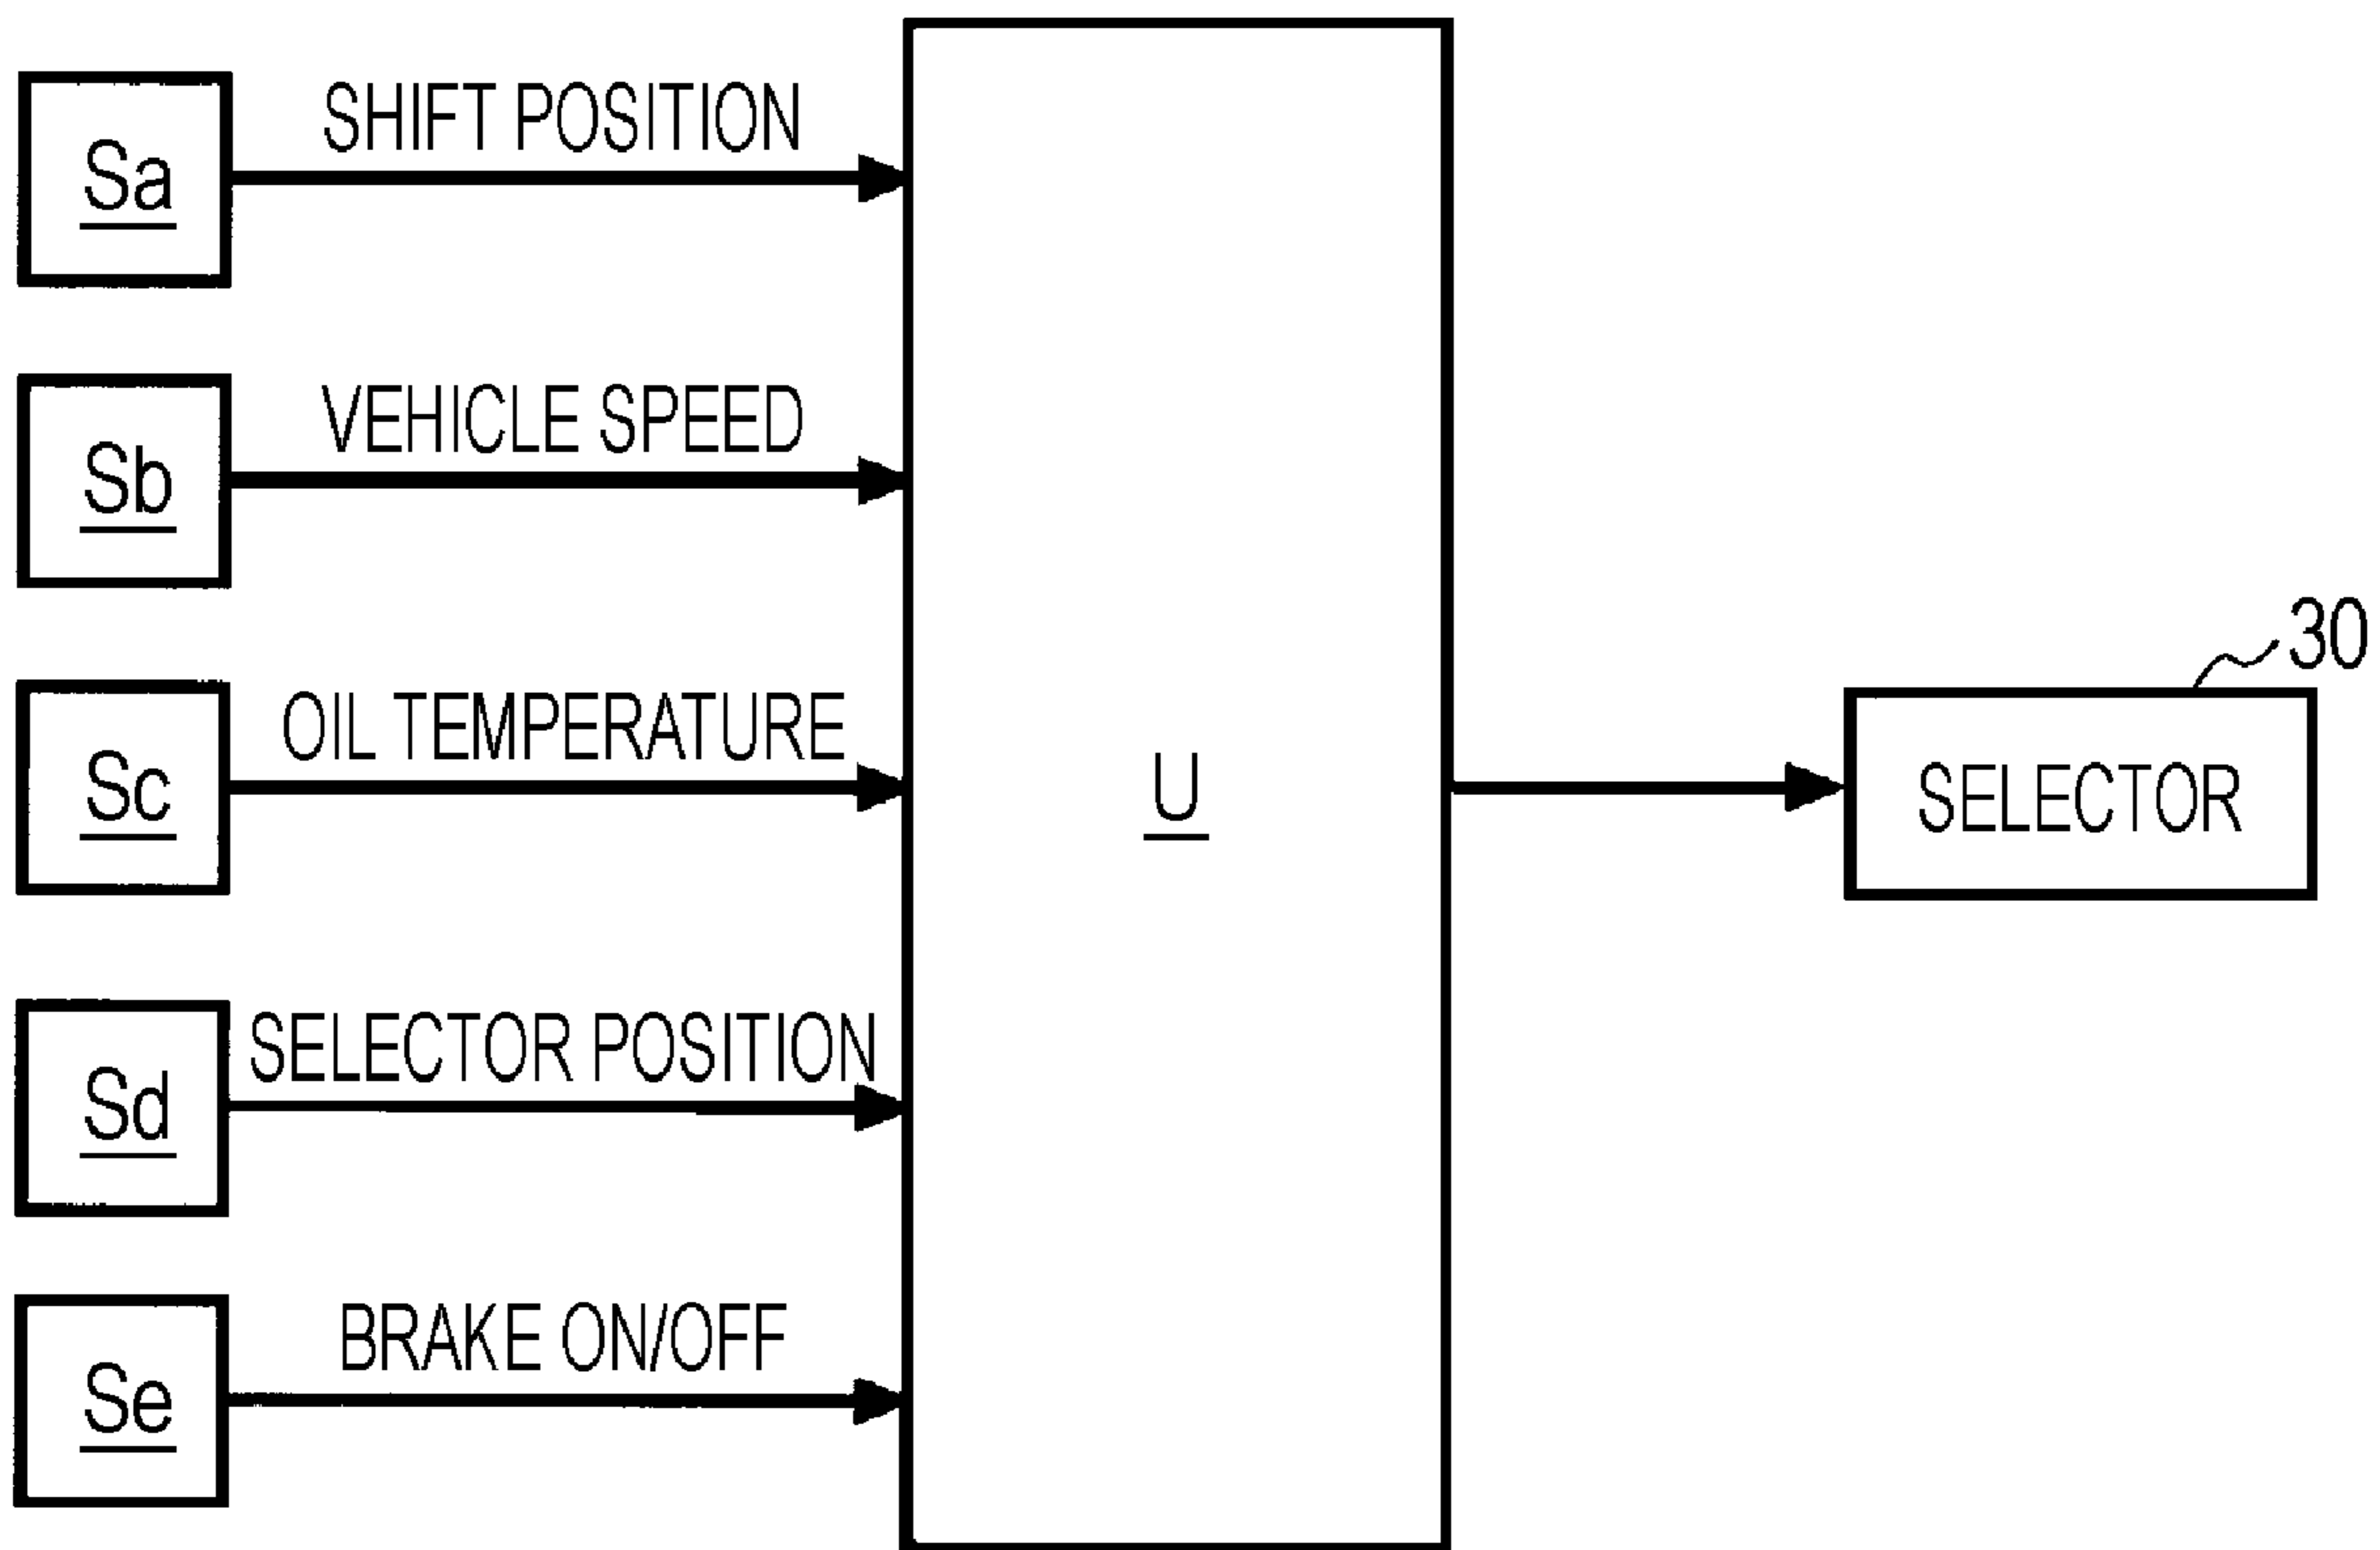 SHIFT POSITION
Sa
VEHICLE SPEED
Sb
OIL TEMPERATURE
Sc
SELECTOR POSITION
Sd
BRAKE ON/OFF
Se
U
30
SELECTOR